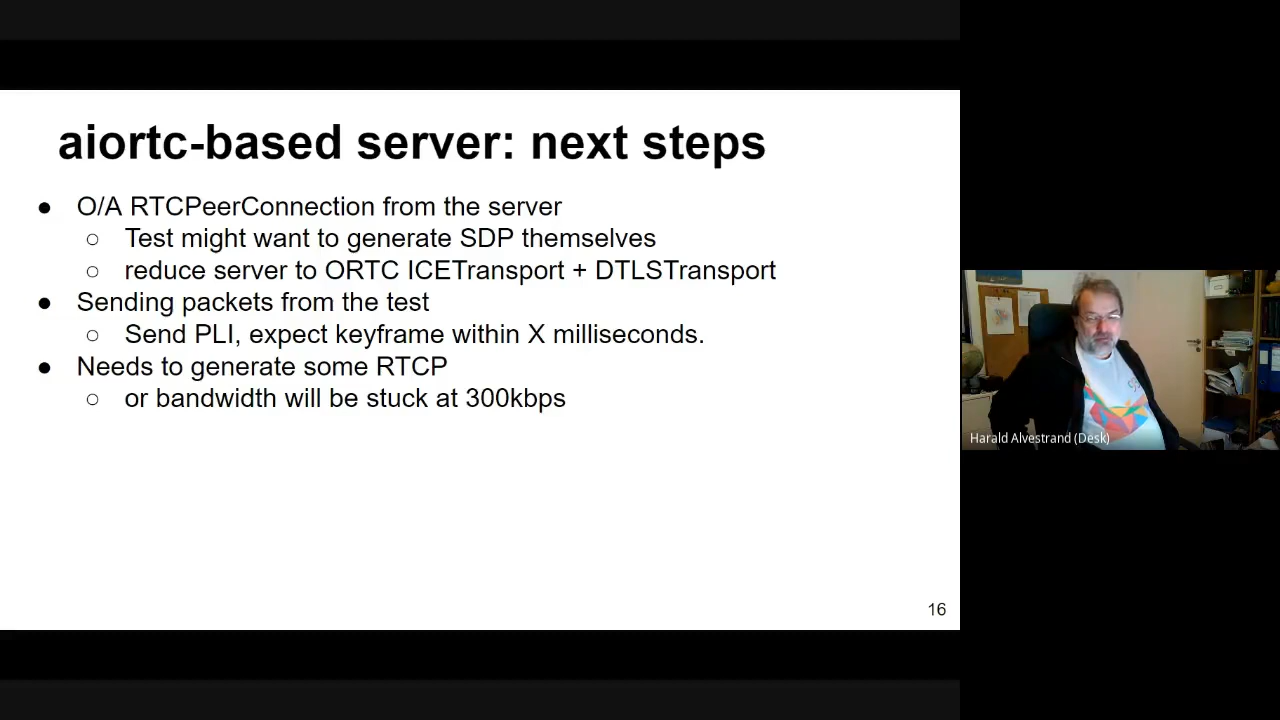 aiortc-based server: next steps
● O/A RTCPeerConnection from the server
○ Test might want to generate SDP themselves
○ reduce server to ORTC ICETransport + DTLSTransport
● Sending packets from the test
○ Send PLI, expect keyframe within X milliseconds.
● Needs to generate some RTCP
○ or bandwidth will be stuck at 300kbps
16
Harald Alvestrand (Desk)